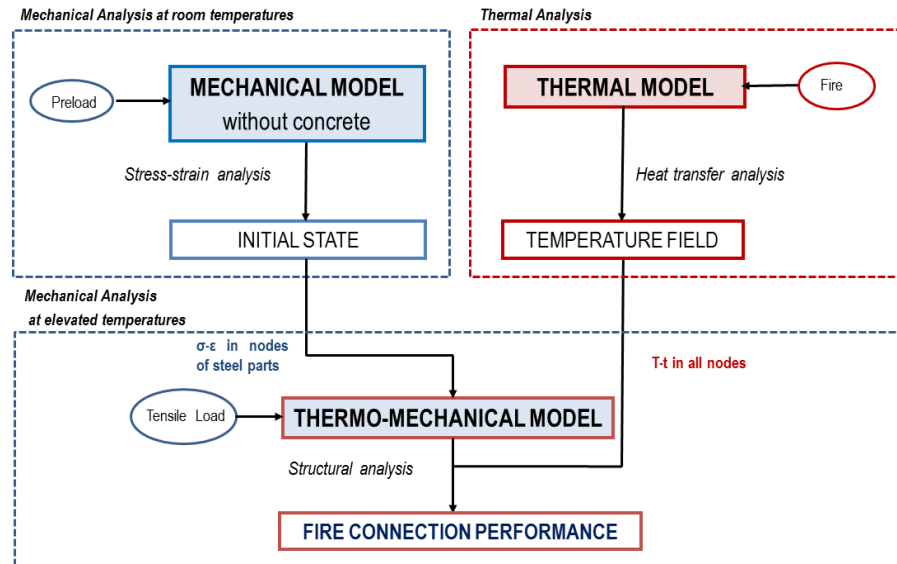 Mechanical Analysis at room temperatures
Thermal Analysis
Preload
MECHANICAL MODEL
without concrete
THERMAL MODEL
Fire
Stress-strain analysis
Heat transfer analysis
INITIAL STATE
TEMPERATURE FIELD
Mechanical Analysis
at elevated temperatures
σ-ε in nodes
of steel parts
T-t in all nodes
Tensile Load
THERMO-MECHANICAL MODEL
Structural analysis
FIRE CONNECTION PERFORMANCE